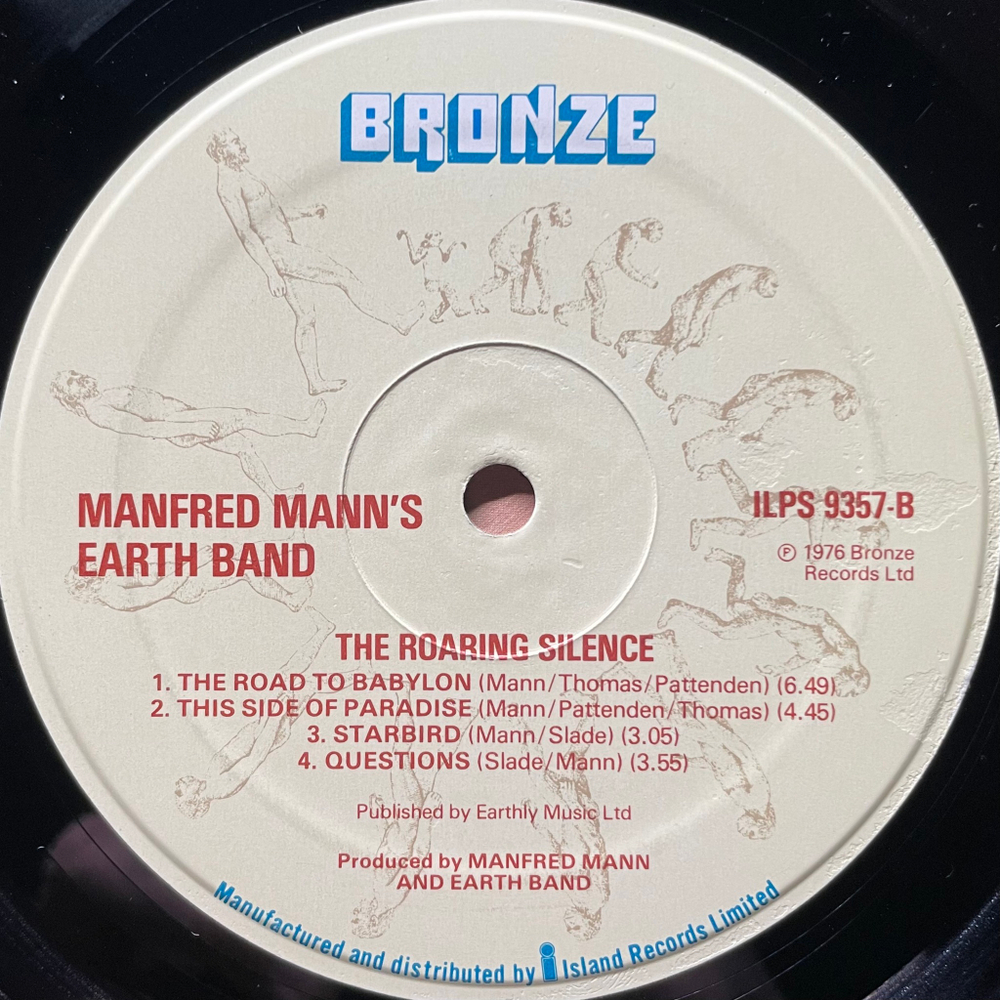 BRONZE
MANFRED MANN'S
EARTH BAND
ILPS 9357-B
Ⓟ 1976 Bronze
Records Ltd
THE ROARING SILENCE
1. THE ROAD TO BABYLON (Mann/Thomas/Pattenden) (6.49)
2. THIS SIDE OF PARADISE (Mann/Pattenden/Thomas) (4.45)
3. STARBIRD (Mann/Slade) (3.05)
4. QUESTIONS (Slade/Mann) (3.55)
Published by Earthly Music Ltd
Produced by MANFRED MANN
AND EARTH BAND
Manufactured and distributed by i Island Records Limited